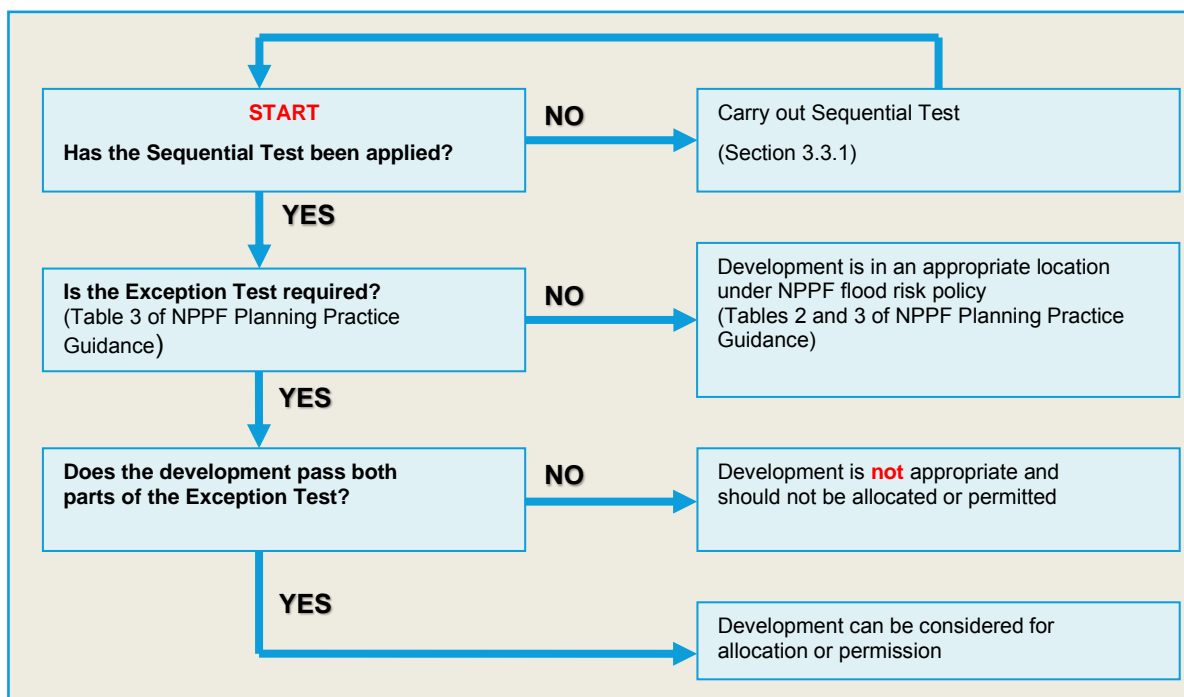 START
Has the Sequential Test been applied?
NO
Carry out Sequential Test
(Section 3.3.1)
YES
Is the Exception Test required?
(Table 3 of NPPF Planning Practice
Guidance)
NO
Development is in an appropriate location
under NPPF flood risk policy
(Tables 2 and 3 of NPPF Planning Practice
Guidance)
YES
Does the development pass both
parts of the Exception Test?
NO
Development is not appropriate and
should not be allocated or permitted
YES
Development can be considered for
allocation or permission